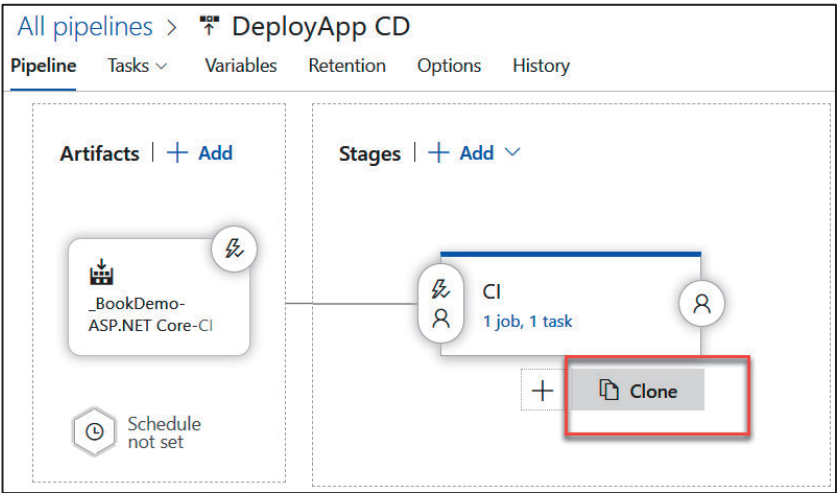 All pipelines > DeployApp CD
Pipeline Tasks Variables Retention Options History
Artifacts | + Add
Stages | + Add
_BookDemo-
ASP.NET Core-CI
CI
1 job, 1 task
+ Clone
Schedule
not set